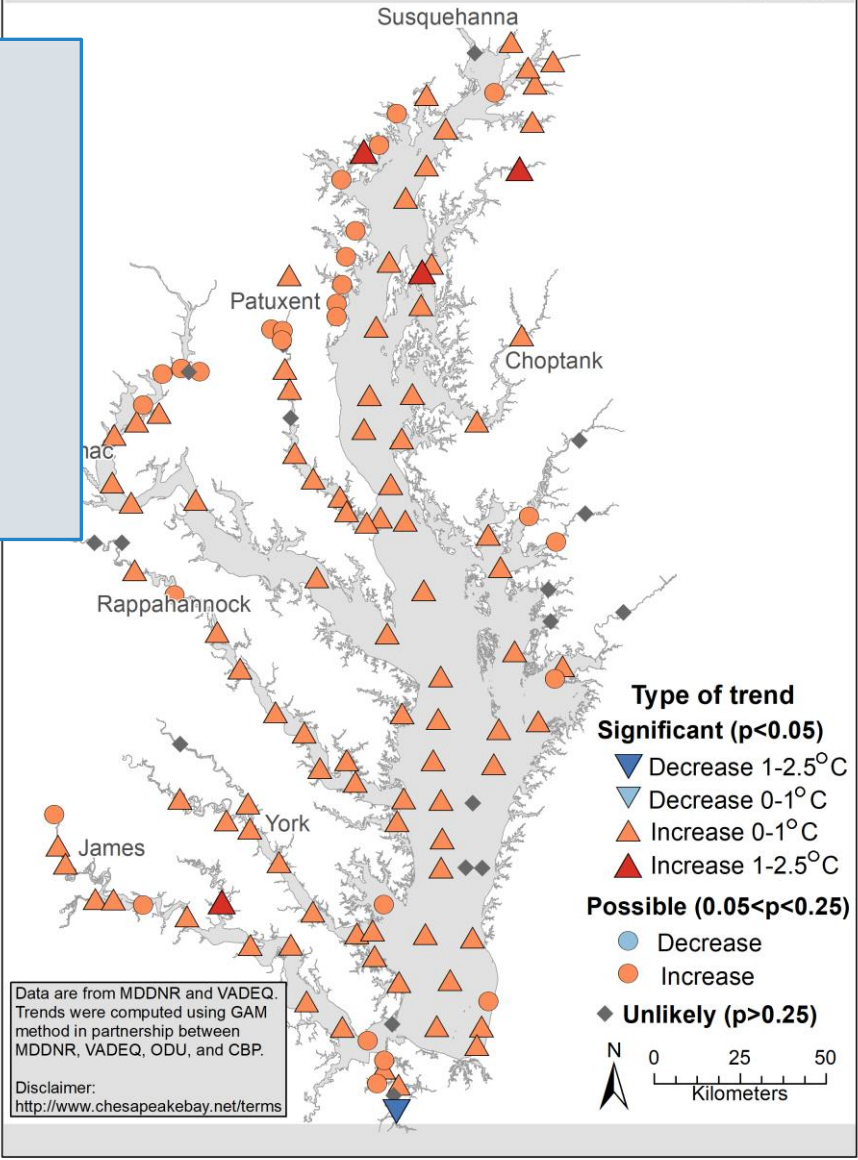 Susquehanna
Patuxent
Choptank
mac
Rappahannock
York
James
Type of trend
Significant (p<0.05)
Decrease 1-2.5°C
Decrease 0-1°C
Increase 0-1°C
Increase 1-2.5°C
Possible (0.05<p<0.25)
Decrease
Increase
Unlikely (p>0.25)
N
0 25 50
Kilometers
Data are from MDDNR and VADEQ.
Trends were computed using GAM
method in partnership between
MDDNR, VADEQ, ODU, and CBP.
Disclaimer:
http://www.chesapeakebay.net/terms